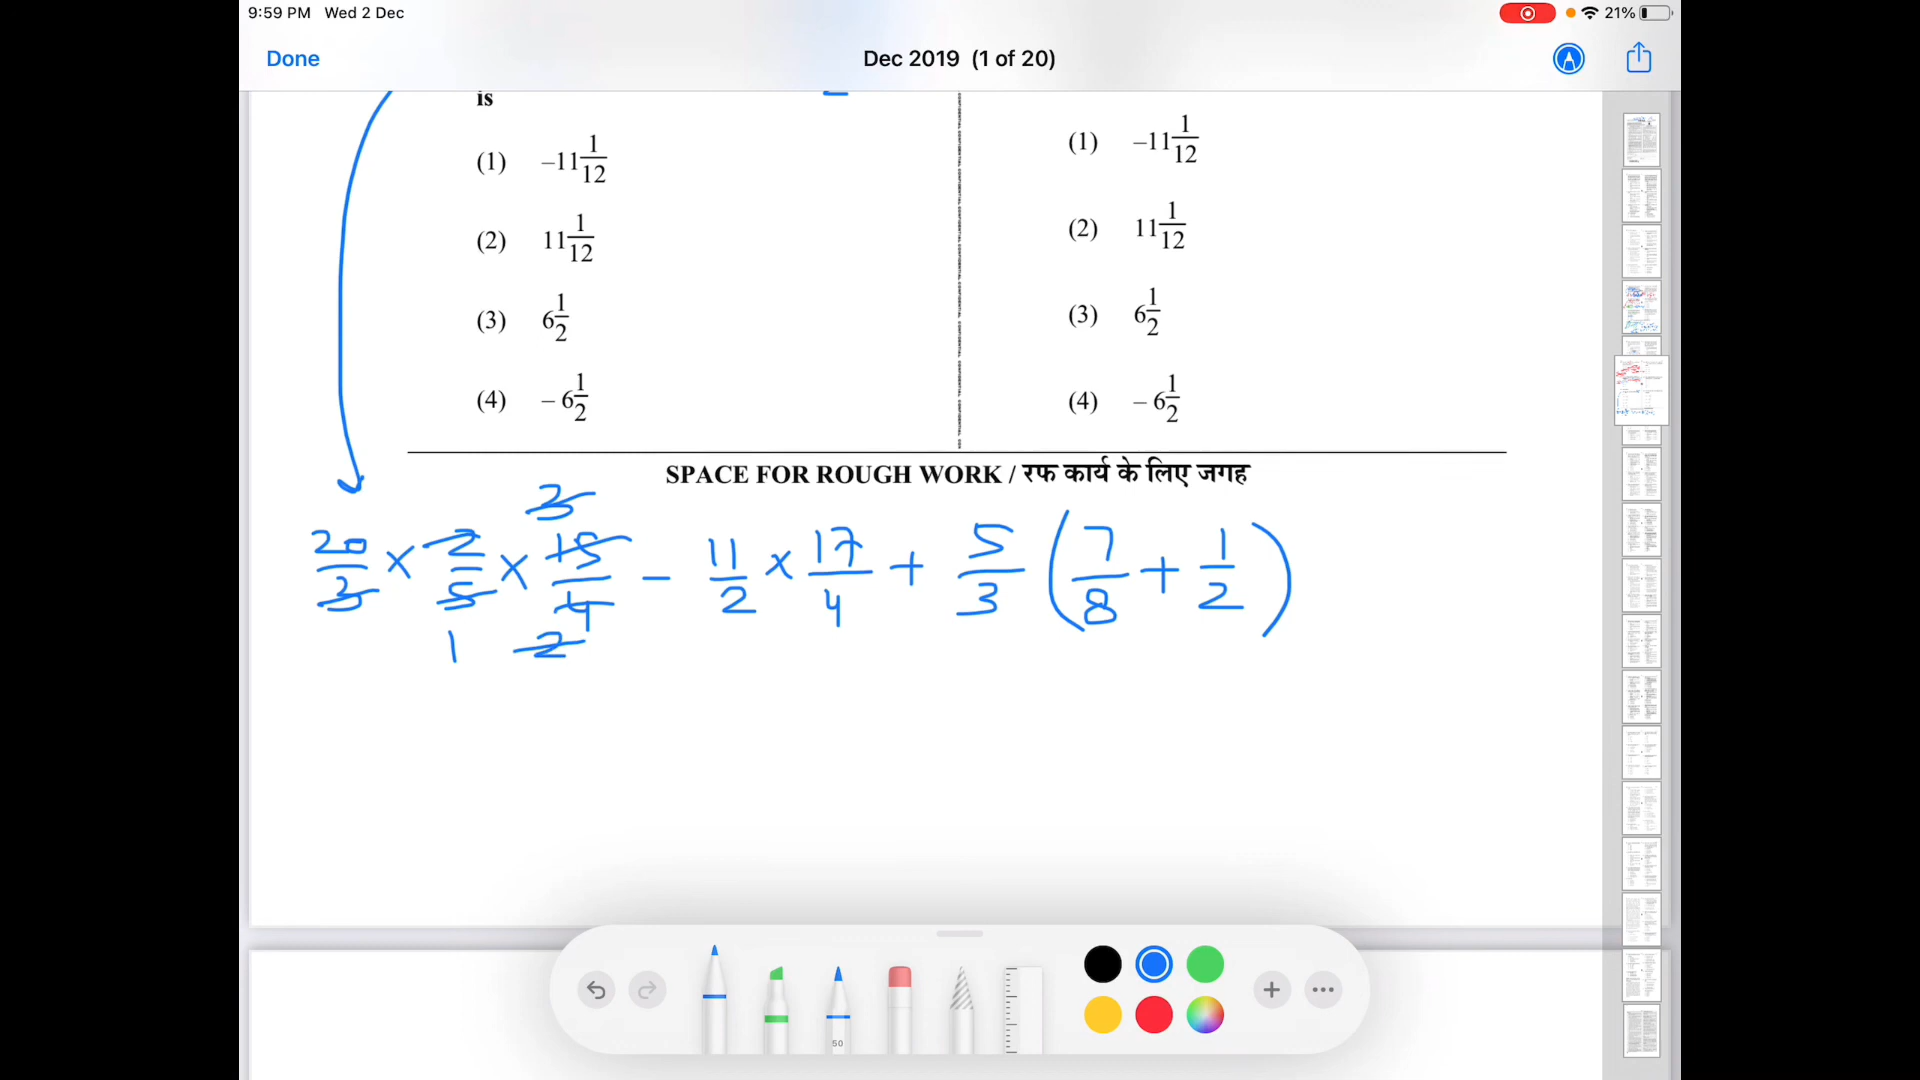 9:59 PM Wed 2 Dec
21%
Done
Dec 2019 (1 of 20)
is
(1) –11 1/12
(2) 11 1/12
(3) 6 1/2
(4) – 6 1/2
(1) –11 1/12
(2) 11 1/12
(3) 6 1/2
(4) – 6 1/2
SPACE FOR ROUGH WORK / रफ कार्य के लिए जगह
3
20/3 × 2/5 × 15/4 – 11/2 × 17/4 + 5/3 (7/8 + 1/2)
1 2
50